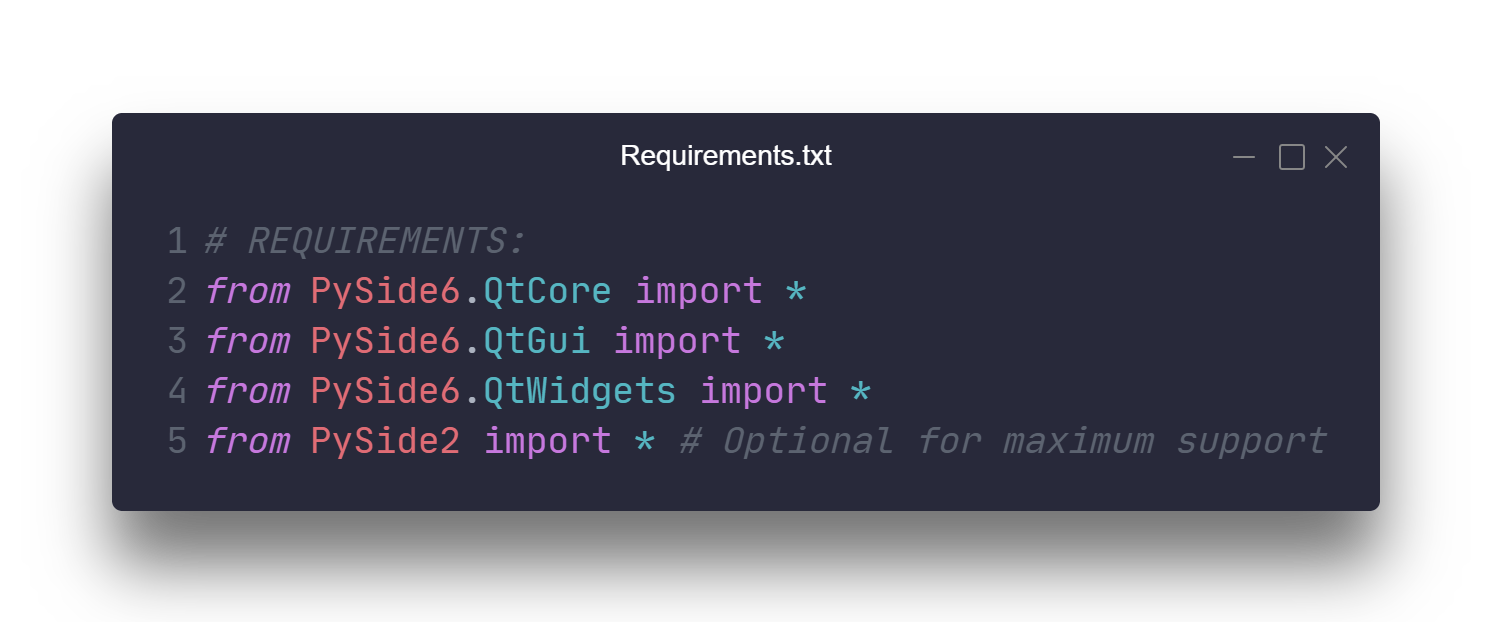 Requirements.txt
1 # REQUIREMENTS:
2 from PySide6.QtCore import *
3 from PySide6.QtGui import *
4 from PySide6.QtWidgets import *
5 from PySide2 import * # Optional for maximum support